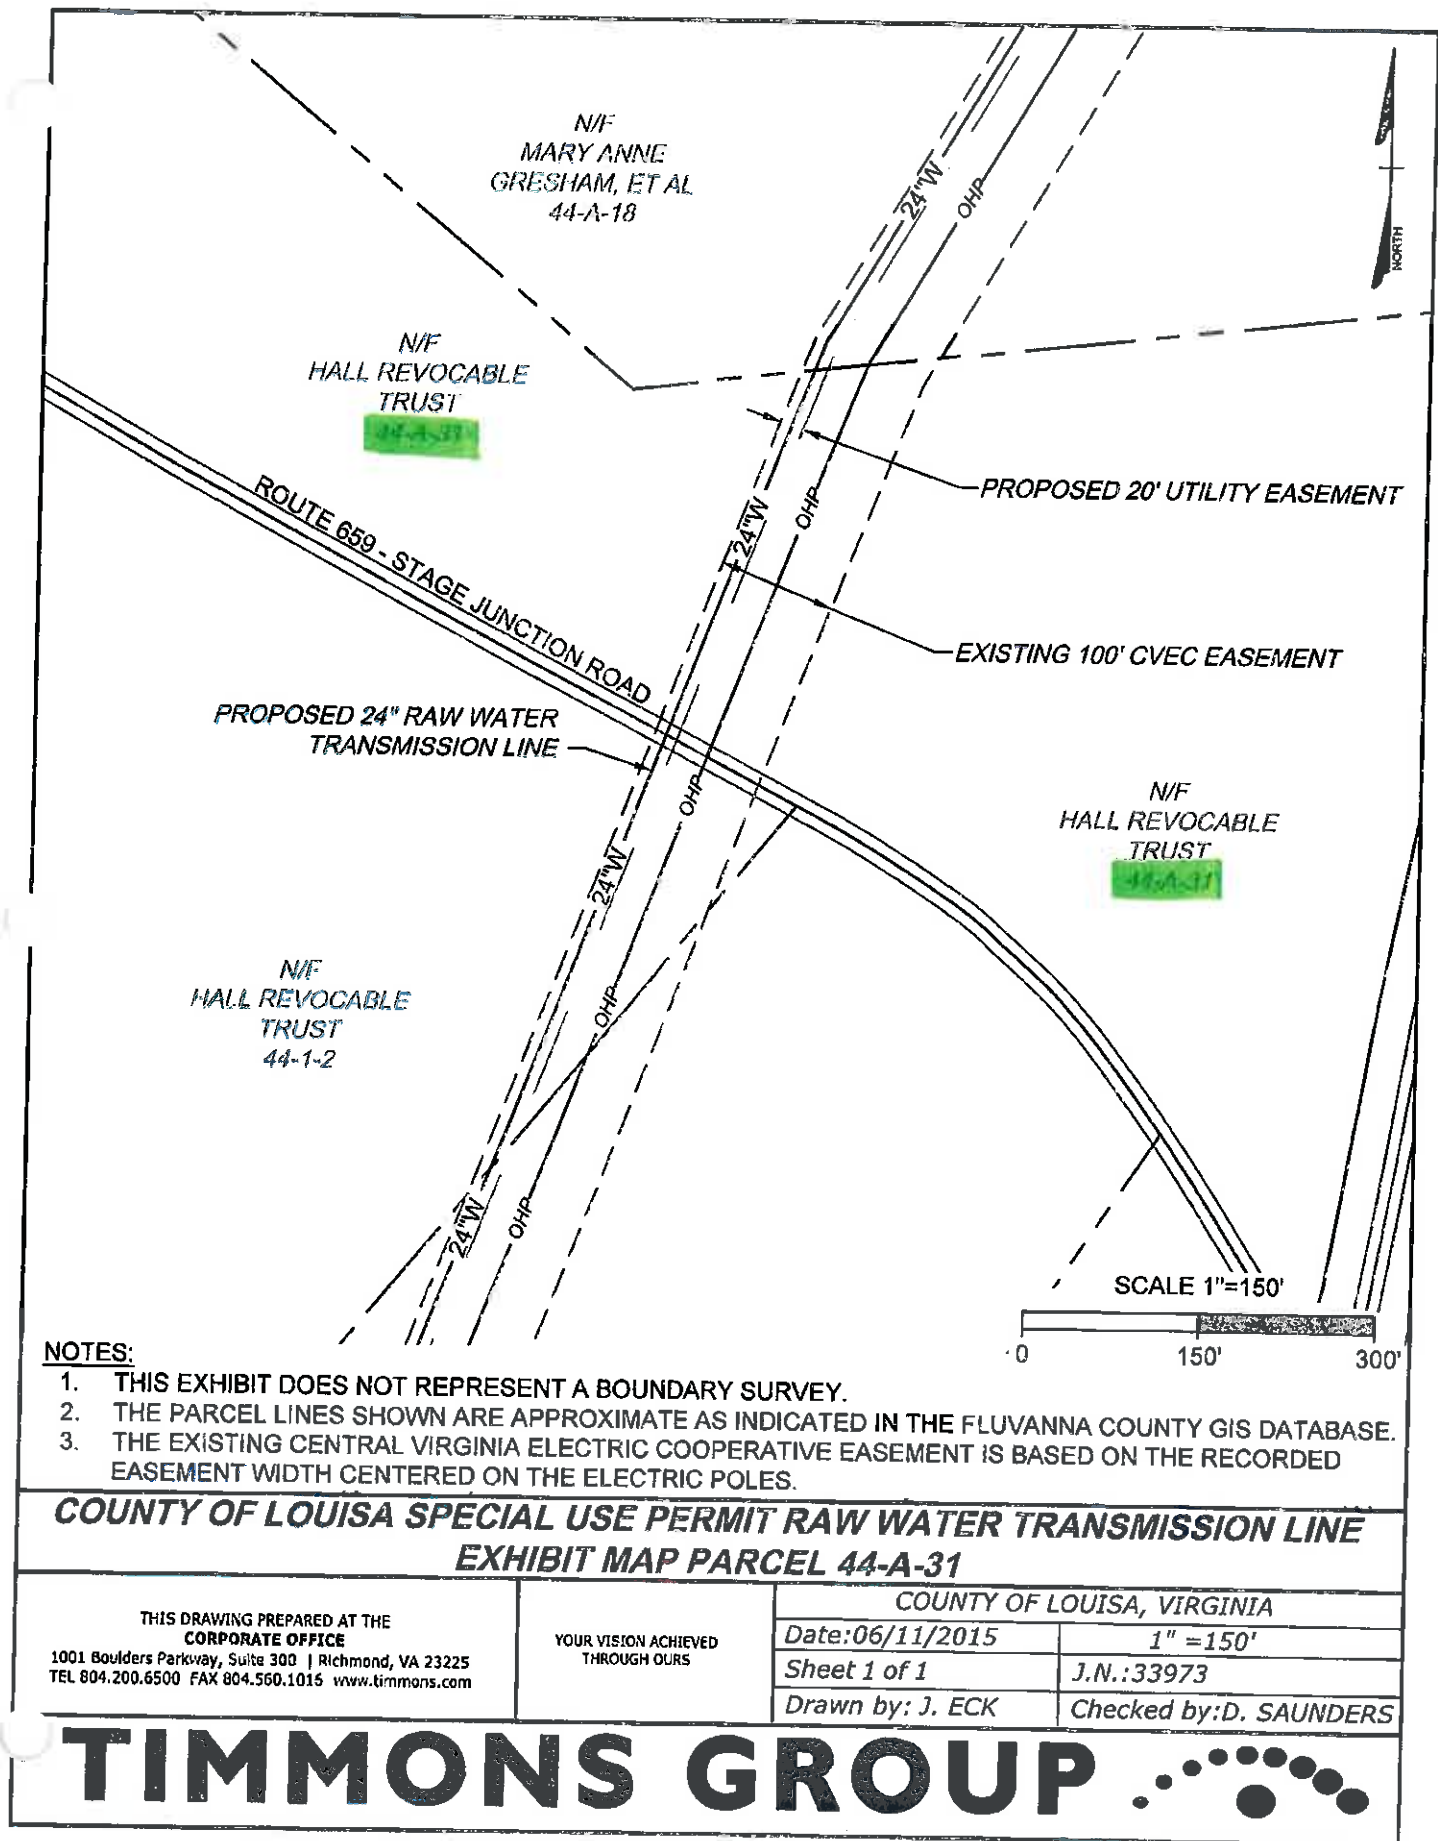 N/F
MARY ANNE
GRESHAM, ET AL
44-A-18
24"W
OHP
NORTH
N/F
HALL REVOCABLE
TRUST
44-A-31
PROPOSED 20' UTILITY EASEMENT
24"W
OHP
ROUTE 659 - STAGE JUNCTION ROAD
EXISTING 100' CVEC EASEMENT
PROPOSED 24" RAW WATER
TRANSMISSION LINE
OHP
N/F
HALL REVOCABLE
TRUST
44-A-31
24"W
N/F
HALL REVOCABLE
TRUST
44-1-2
OHP
24"W
OHP
SCALE 1"=150'
0 150' 300'
NOTES:
1. THIS EXHIBIT DOES NOT REPRESENT A BOUNDARY SURVEY.
2. THE PARCEL LINES SHOWN ARE APPROXIMATE AS INDICATED IN THE FLUVANNA COUNTY GIS DATABASE.
3. THE EXISTING CENTRAL VIRGINIA ELECTRIC COOPERATIVE EASEMENT IS BASED ON THE RECORDED
EASEMENT WIDTH CENTERED ON THE ELECTRIC POLES.
COUNTY OF LOUISA SPECIAL USE PERMIT RAW WATER TRANSMISSION LINE
EXHIBIT MAP PARCEL 44-A-31
THIS DRAWING PREPARED AT THE
CORPORATE OFFICE
1001 Boulders Parkway, Suite 300 | Richmond, VA 23225
TEL 804.200.6500 FAX 804.560.1016 www.timmons.com
YOUR VISION ACHIEVED
THROUGH OURS
COUNTY OF LOUISA, VIRGINIA
Date:06/11/2015 1" =150'
Sheet 1 of 1 J.N.:33973
Drawn by: J. ECK Checked by:D. SAUNDERS
TIMMONS GROUP